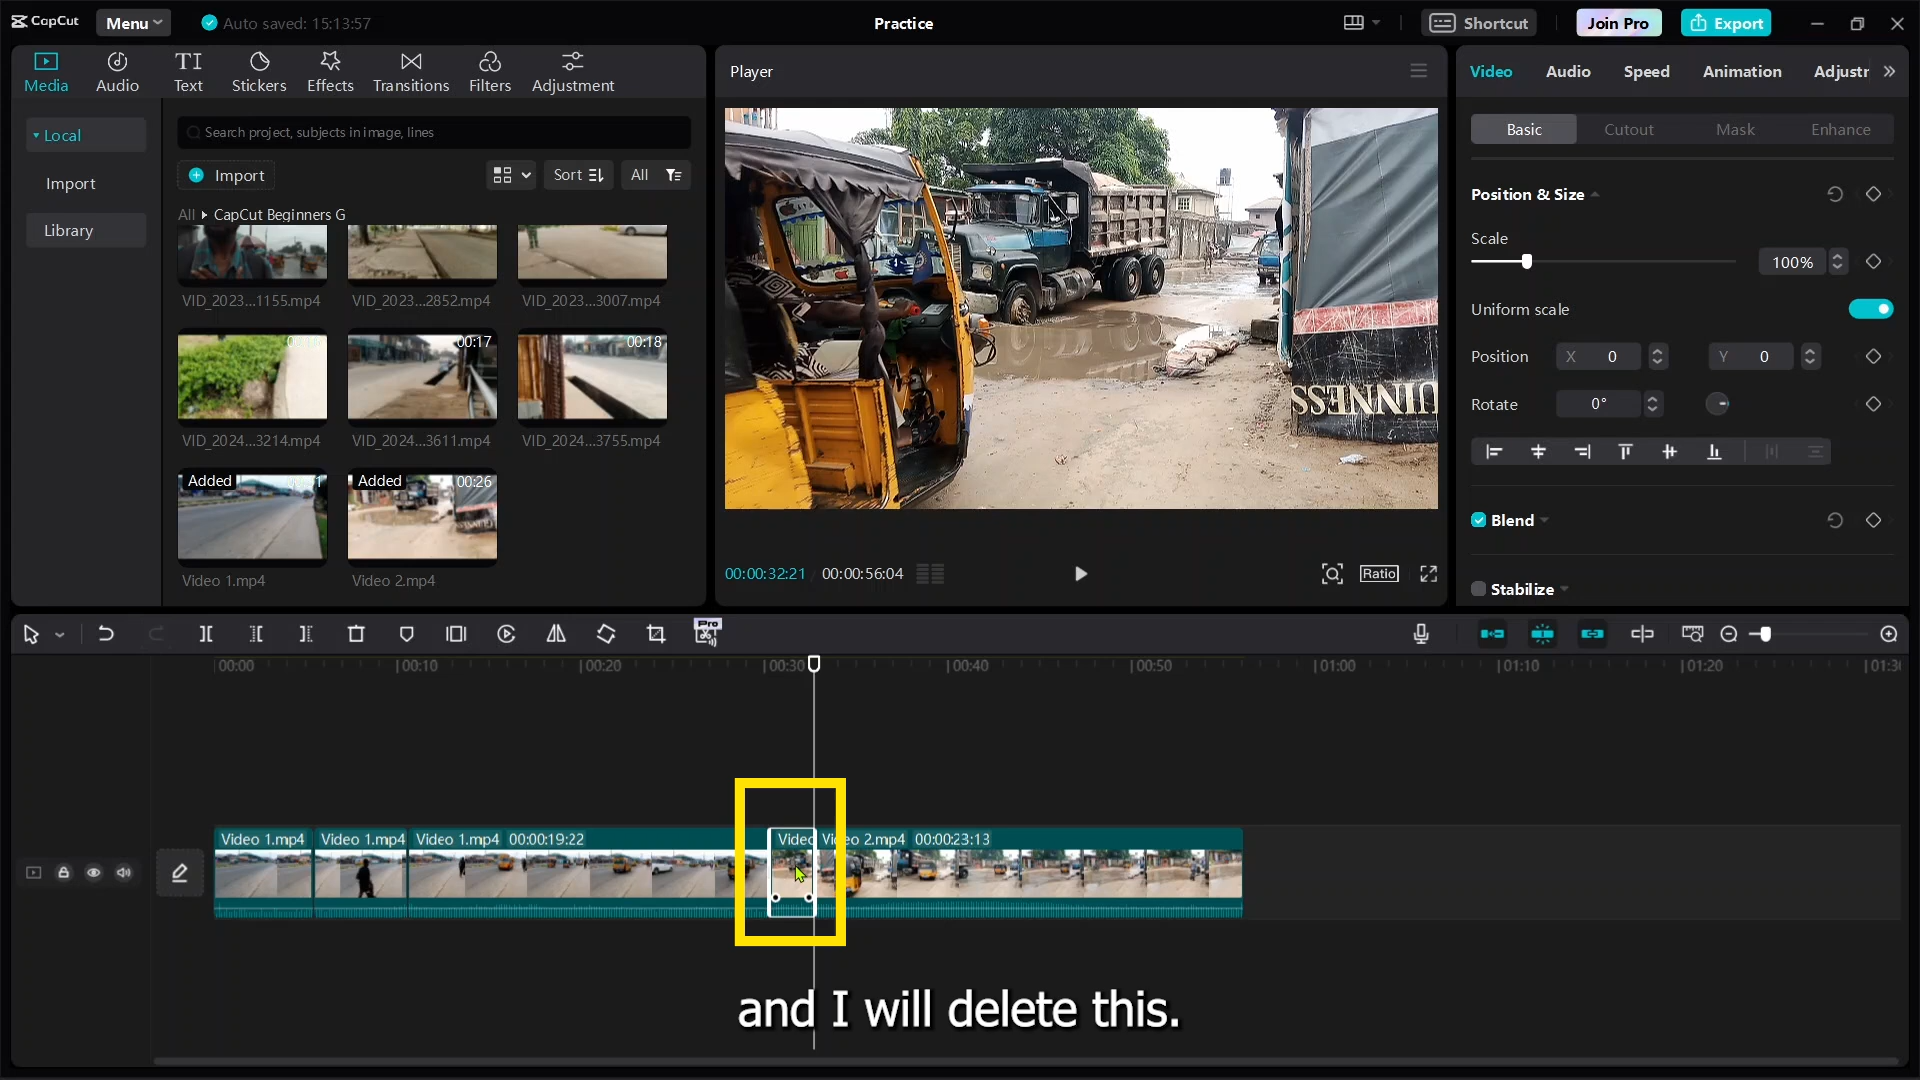 CapCut
Menu
Auto saved: 15:13:57
Practice
Shortcut
Join Pro
Export
Media
Audio
Text
Stickers
Effects
Transitions
Filters
Adjustment
Local
Import
Library
Search project, subjects in image, lines
Import
Sort
All
All CapCut Beginners G
VID_2023...1155.mp4
VID_2023...2852.mp4
VID_2023...3007.mp4
00:17
00:18
VID_2024...3214.mp4
VID_2024...3611.mp4
VID_2024...3755.mp4
Added
Added 00:26
Video 1.mp4
Video 2.mp4
Player
SSENNIU
00:00:32:21 00:00:56:04
Ratio
Video
Audio
Speed
Animation
Adjustr
Basic
Cutout
Mask
Enhance
Position & Size
Scale
100%
Uniform scale
Position X 0 Y 0
Rotate 0°
Blend
Stabilize
Pro
00:00 00:10 00:20 00:30 00:40 00:50 01:00 01:10 01:20 01:30
Video 1.mp4
Video 1.mp4
Video 1.mp4 00:00:19:22
Video
Video 2.mp4 00:00:23:13
and I will delete this.